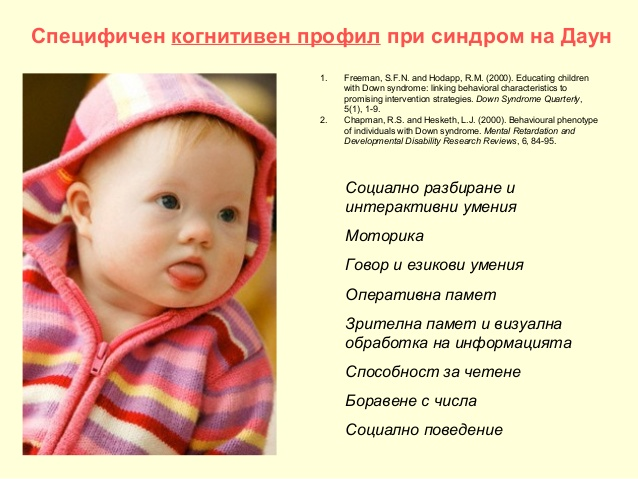 Специфичен когнитивен профил при синдром на Даун
1. Freeman, S.F.N. and Hodapp, R.M. (2000). Educating children
with Down syndrome: linking behavioral characteristics to
promising intervention strategies. Down Syndrome Quarterly,
5(1), 1-9.
2. Chapman, R.S. and Hesketh, L.J. (2000). Behavioural phenotype
of individuals with Down syndrome. Mental Retardation and
Developmental Disability Research Reviews, 6, 84-95.
Социално разбиране и
интерактивни умения
Моторика
Говор и езикови умения
Оперативна памет
Зрителна памет и визуална
обработка на информацията
Способност за четене
Боравене с числа
Социално поведение